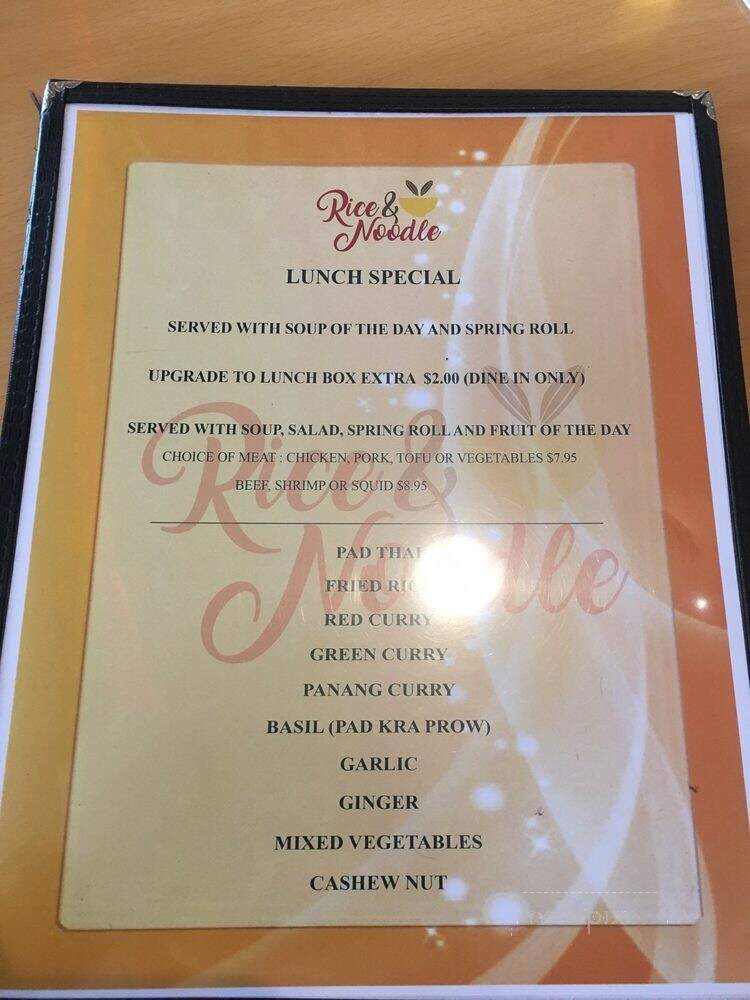 Rice &
Noodle
LUNCH SPECIAL
SERVED WITH SOUP OF THE DAY AND SPRING ROLL
UPGRADE TO LUNCH BOX EXTRA $2.00 (DINE IN ONLY)
SERVED WITH SOUP, SALAD, SPRING ROLL AND FRUIT OF THE DAY
CHOICE OF MEAT : CHICKEN, PORK, TOFU OR VEGETABLES $7.95
BEEF, SHRIMP OR SQUID $8.95
Rice &
PAD THAI
FRIED
RED CURRY
GREEN CURRY
PANANG CURRY
BASIL (PAD KRA PROW)
GARLIC
GINGER
MIXED VEGETABLES
CASHEW NUT